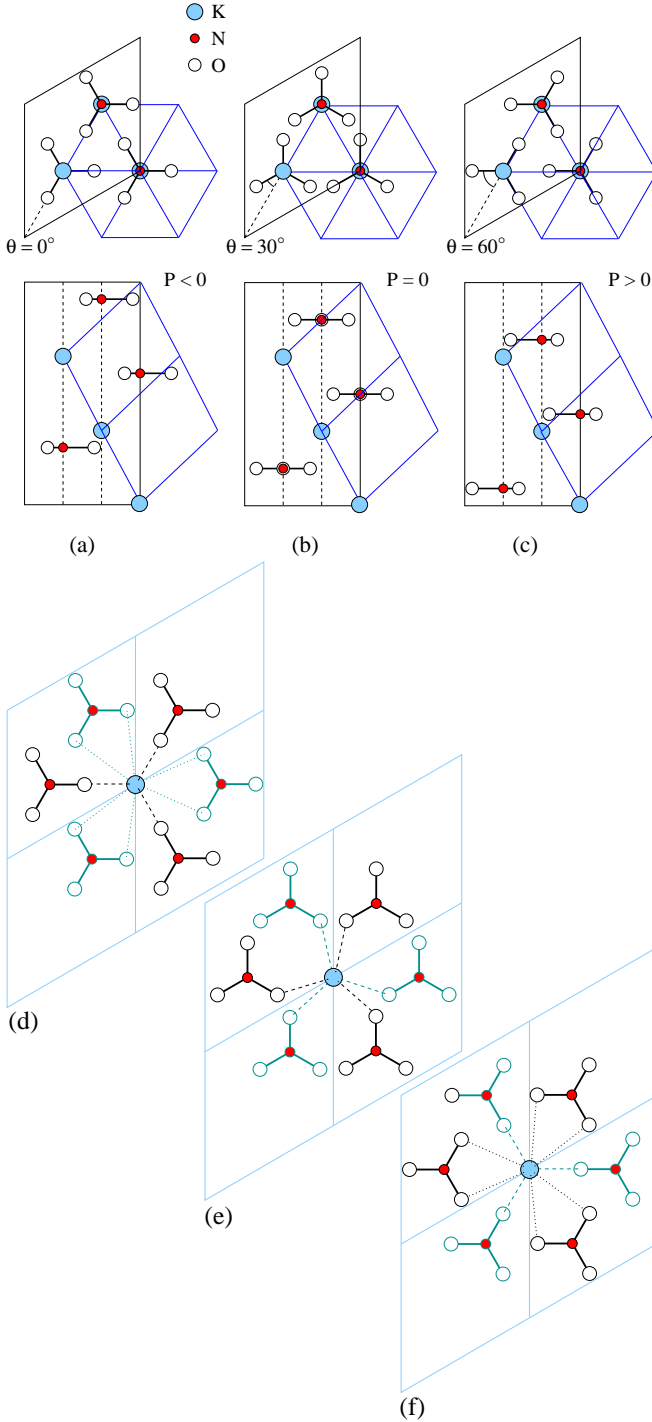 K
N
O
θ = 0°
θ = 30°
θ = 60°
P < 0
P = 0
P > 0
(a)
(b)
(c)
(d)
(e)
(f)